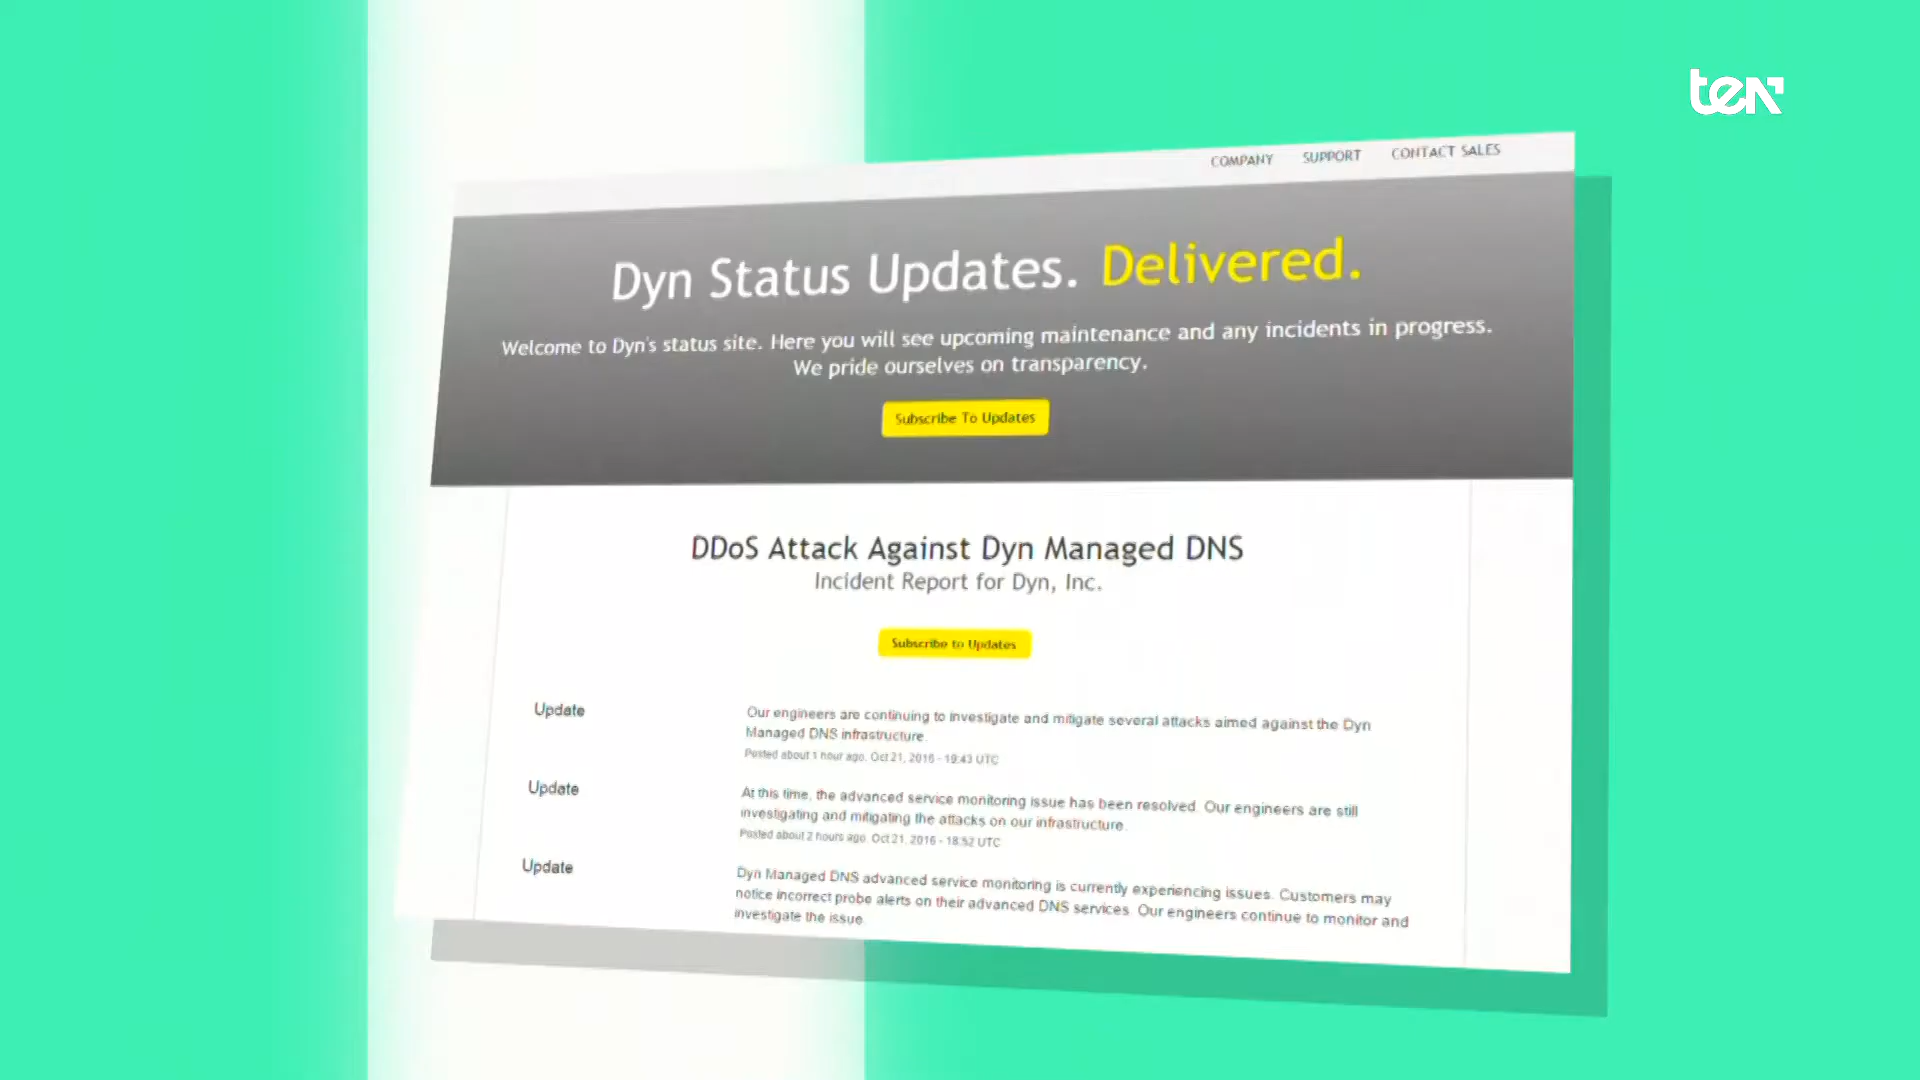 ten
COMPANY SUPPORT CONTACT SALES
Dyn Status Updates. Delivered.
Welcome to Dyn's status site. Here you will see upcoming maintenance and any incidents in progress.
We pride ourselves on transparency.
Subscribe To Updates
DDoS Attack Against Dyn Managed DNS
Incident Report for Dyn, Inc.
Subscribe to Updates
Update
Our engineers are continuing to investigate and mitigate several attacks aimed against the Dyn
Managed DNS infrastructure.
Posted about 1 hour ago. Oct 21, 2016 - 19:43 UTC
Update
At this time, the advanced service monitoring issue has been resolved. Our engineers are still
investigating and mitigating the attacks on our infrastructure.
Posted about 2 hours ago. Oct 21, 2016 - 18:52 UTC
Update
Dyn Managed DNS advanced service monitoring is currently experiencing issues. Customers may
notice incorrect probe alerts on their advanced DNS services. Our engineers continue to monitor and
investigate the issue.